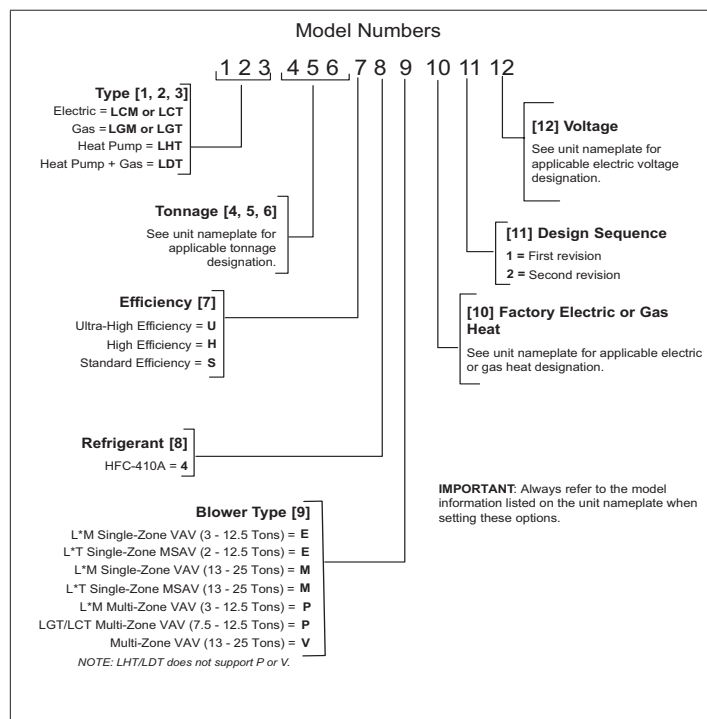 Model Numbers
1 2 3 4 5 6 7 8 9 10 11 12
Type [1, 2, 3]
Electric = LCM or LCT
Gas = LGM or LGT
Heat Pump = LHT
Heat Pump + Gas = LDT
Tonnage [4, 5, 6]
See unit nameplate for
applicable tonnage
designation.
Efficiency [7]
Ultra-High Efficiency = U
High Efficiency = H
Standard Efficiency = S
Refrigerant [8]
HFC-410A = 4
Blower Type [9]
L*M Single-Zone VAV (3 - 12.5 Tons) = E
L*T Single-Zone MSAV (2 - 12.5 Tons) = E
L*M Single-Zone VAV (13 - 25 Tons) = M
L*T Single-Zone MSAV (13 - 25 Tons) = M
L*M Multi-Zone VAV (3 - 12.5 Tons) = P
LGT/LCT Multi-Zone VAV (7.5 - 12.5 Tons) = P
Multi-Zone VAV (13 - 25 Tons) = V
NOTE: LHT/LDT does not support P or V.
[12] Voltage
See unit nameplate for
applicable electric voltage
designation.
[11] Design Sequence
1 = First revision
2 = Second revision
[10] Factory Electric or Gas
Heat
See unit nameplate for applicable electric
or gas heat designation.
IMPORTANT: Always refer to the model
information listed on the unit nameplate when
setting these options.